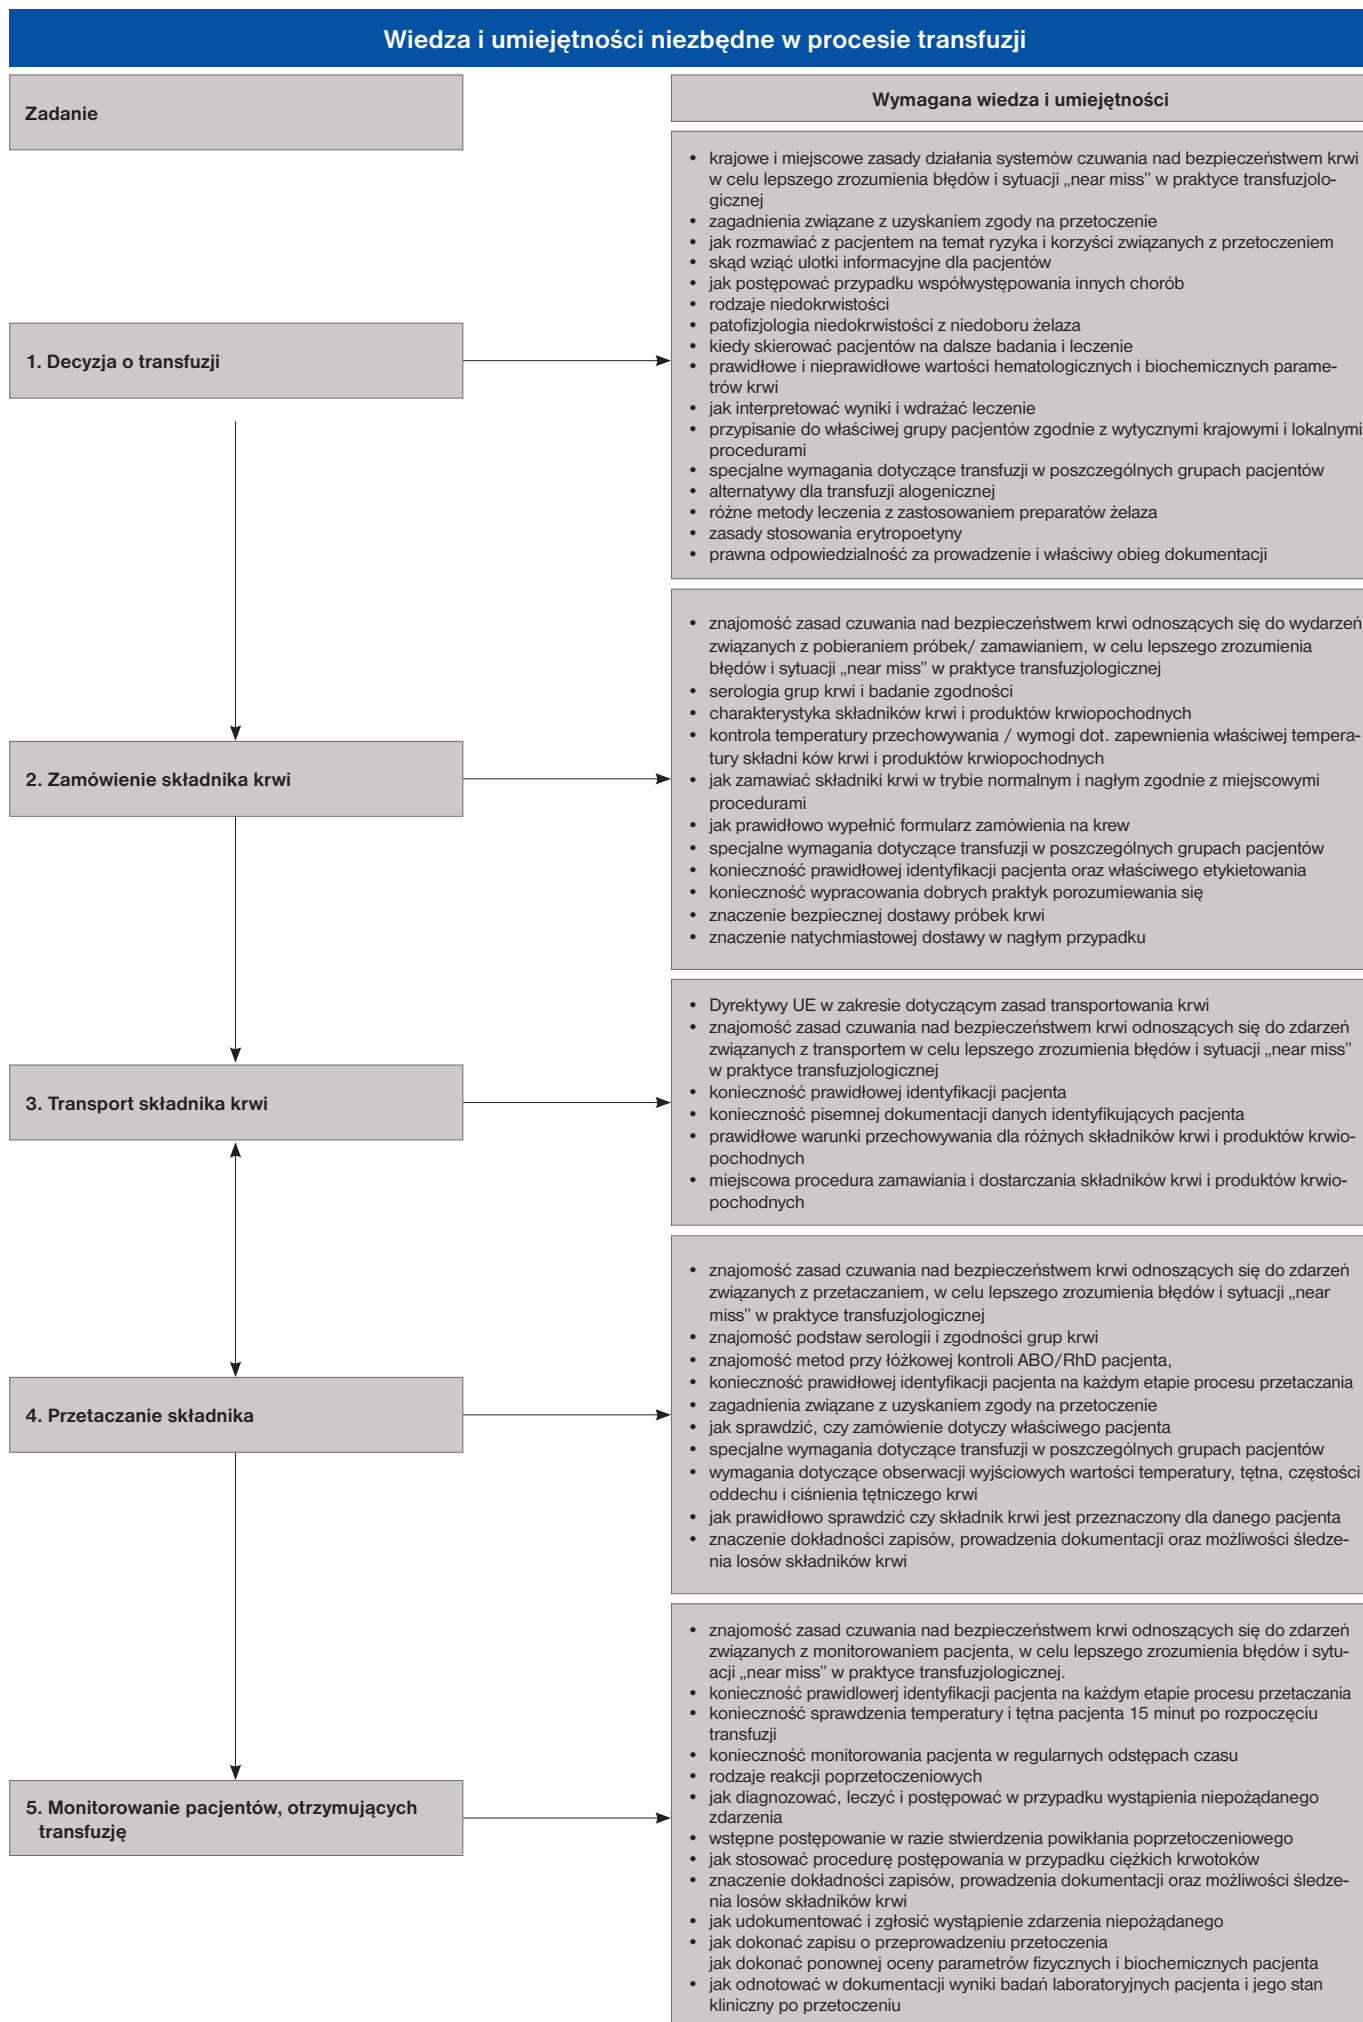 Wiedza i umiejętności niezbędne w procesie transfuzji
Zadanie
Wymagana wiedza i umiejętności
1. Decyzja o transfuzji
• krajowe i miejscowe zasady działania systemów czuwania nad bezpieczeństwem krwi
w celu lepszego zrozumienia błędów i sytuacji „near miss” w praktyce transfuzjolo-
gicznej
• zagadnienia związane z uzyskaniem zgody na przetoczenie
• jak rozmawiać z pacjentem na temat ryzyka i korzyści związanych z przetoczeniem
• skąd wziąć ulotki informacyjne dla pacjentów
• jak postępować przypadku współwystępowania innych chorób
• rodzaje niedokrwistości
• patofizjologia niedokrwistości z niedoboru żelaza
• kiedy skierować pacjentów na dalsze badania i leczenie
• prawidłowe i nieprawidłowe wartości hematologicznych i biochemicznych parame-
trów krwi
• jak interpretować wyniki i wdrażać leczenie
• przypisanie do właściwej grupy pacjentów zgodnie z wytycznymi krajowymi i lokalnymi
procedurami
• specjalne wymagania dotyczące transfuzji w poszczególnych grupach pacjentów
• alternatywy dla transfuzji alogenicznej
• różne metody leczenia z zastosowaniem preparatów żelaza
• zasady stosowania erytropoetyny
• prawna odpowiedzialność za prowadzenie i właściwy obieg dokumentacji
2. Zamówienie składnika krwi
• znajomość zasad czuwania nad bezpieczeństwem krwi odnoszących się do wydarzeń
związanych z pobieraniem próbek/ zamawianiem, w celu lepszego zrozumienia
błędów i sytuacji „near miss” w praktyce transfuzjologicznej
• serologia grup krwi i badanie zgodności
• charakterystyka składników krwi i produktów krwiopochodnych
• kontrola temperatury przechowywania / wymogi dot. zapewnienia właściwej tempera-
tury składni ków krwi i produktów krwiopochodnych
• jak zamawiać składniki krwi w trybie normalnym i nagłym zgodnie z miejscowymi
procedurami
• jak prawidłowo wypełnić formularz zamówienia na krew
• specjalne wymagania dotyczące transfuzji w poszczególnych grupach pacjentów
• konieczność prawidłowej identyfikacji pacjenta oraz właściwego etykietowania
• konieczność wypracowania dobrych praktyk porozumiewania się
• znaczenie bezpiecznej dostawy próbek krwi
• znaczenie natychmiastowej dostawy w nagłym przypadku
3. Transport składnika krwi
• Dyrektywy UE w zakresie dotyczącym zasad transportowania krwi
• znajomość zasad czuwania nad bezpieczeństwem krwi odnoszących się do zdarzeń
związanych z transportem w celu lepszego zrozumienia błędów i sytuacji „near miss”
w praktyce transfuzjologicznej
• konieczność prawidłowej identyfikacji pacjenta
• konieczność pisemnej dokumentacji danych identyfikujących pacjenta
• prawidłowe warunki przechowywania dla różnych składników krwi i produktów krwio-
pochodnych
• miejscowa procedura zamawiania i dostarczania składników krwi i produktów krwio-
pochodnych
4. Przetaczanie składnika
• znajomość zasad czuwania nad bezpieczeństwem krwi odnoszących się do zdarzeń
związanych z przetaczaniem, w celu lepszego zrozumienia błędów i sytuacji „near
miss” w praktyce transfuzjologicznej
• znajomość podstaw serologii i zgodności grup krwi
• znajomość metod przy łóżkowej kontroli ABO/RhD pacjenta,
• konieczność prawidłowej identyfikacji pacjenta na każdym etapie procesu przetaczania
• zagadnienia związane z uzyskaniem zgody na przetoczenie
• jak sprawdzić, czy zamówienie dotyczy właściwego pacjenta
• specjalne wymagania dotyczące transfuzji w poszczególnych grupach pacjentów
• wymagania dotyczące obserwacji wyjściowych wartości temperatury, tętna, częstości
oddechu i ciśnienia tętniczego krwi
• jak prawidłowo sprawdzić czy składnik krwi jest przeznaczony dla danego pacjenta
• znaczenie dokładności zapisów, prowadzenia dokumentacji oraz możliwości śledze-
nia losów składników krwi
5. Monitorowanie pacjentów, otrzymujących
transfuzję
• znajomość zasad czuwania nad bezpieczeństwem krwi odnoszących się do zdarzeń
związanych z monitorowaniem pacjenta, w celu lepszego zrozumienia błędów i sytu-
acji „near miss” w praktyce transfuzjologicznej.
• konieczność prawidlowerj identyfikacji pacjenta na każdym etapie procesu przetaczania
• konieczność sprawdzenia temperatury i tętna pacjenta 15 minut po rozpoczęciu
transfuzji
• konieczność monitorowania pacjenta w regularnych odstępach czasu
• rodzaje reakcji poprzetoczeniowych
• jak diagnozować, leczyć i postępować w przypadku wystąpienia niepożądanego
zdarzenia
• wstępne postępowanie w razie stwierdzenia powikłania poprzetoczeniowego
• jak stosować procedurę postępowania w przypadku ciężkich krwotoków
• znaczenie dokładności zapisów, prowadzenia dokumentacji oraz możliwości śledze-
nia losów składników krwi
• jak udokumentować i zgłosić wystąpienie zdarzenia niepożądanego
• jak dokonać zapisu o przeprowadzeniu przetoczenia
jak dokonać ponownej oceny parametrów fizycznych i biochemicznych pacjenta
• jak odnotować w dokumentacji wyniki badań laboratoryjnych pacjenta i jego stan
kliniczny po przetoczeniu